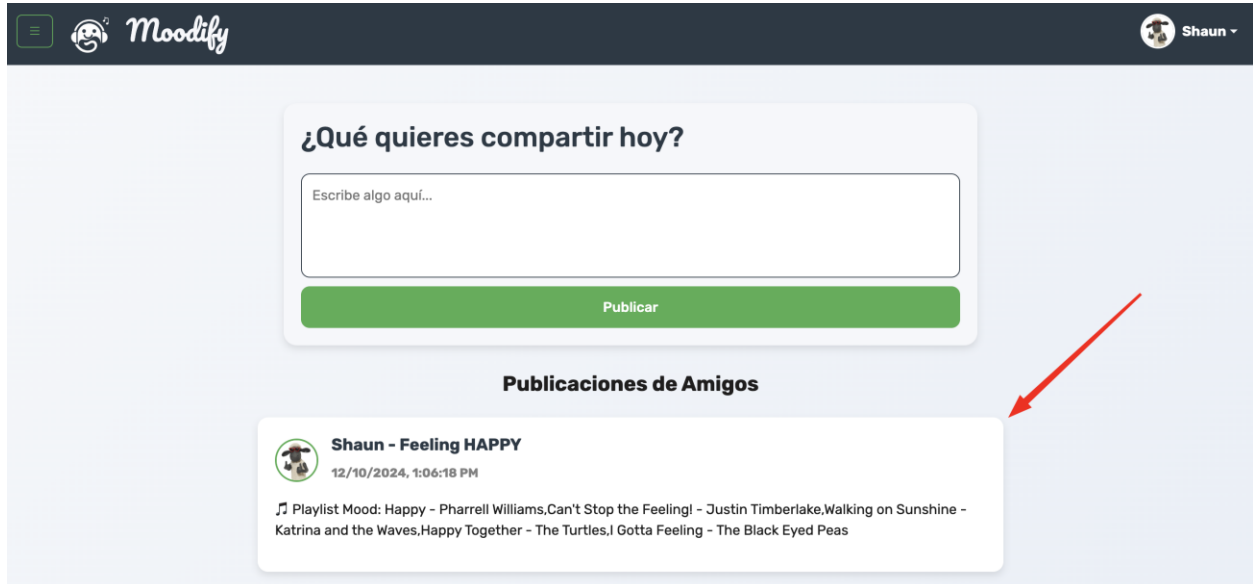 Moodify
Shaun
¿Qué quieres compartir hoy?
Escribe algo aquí...
Publicar
Publicaciones de Amigos
Shaun - Feeling HAPPY
12/10/2024, 1:06:18 PM
🎵 Playlist Mood: Happy - Pharrell Williams,Can't Stop the Feeling! - Justin Timberlake,Walking on Sunshine -
Katrina and the Waves,Happy Together - The Turtles,I Gotta Feeling - The Black Eyed Peas